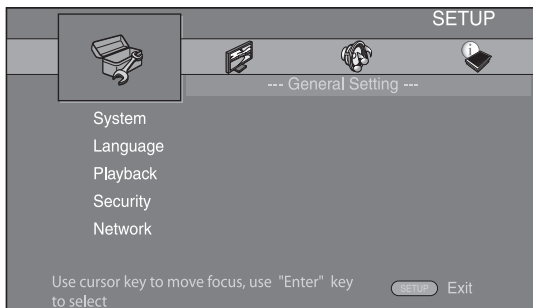 SETUP
--- General Setting ---
System
Language
Playback
Security
Network
Use cursor key to move focus, use "Enter" key
to select
SETUP Exit